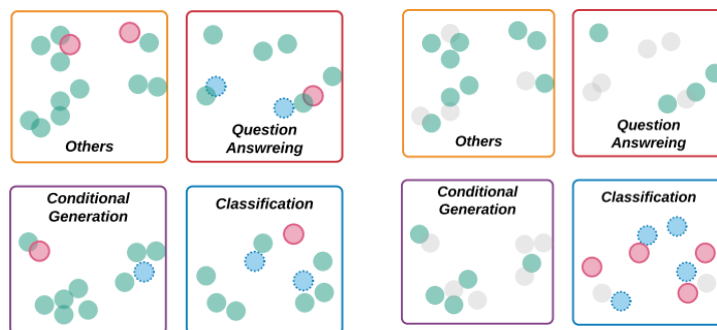 Others
Question
Answreing
Others
Question
Answreing
Conditional
Generation
Classification
Conditional
Generation
Classification